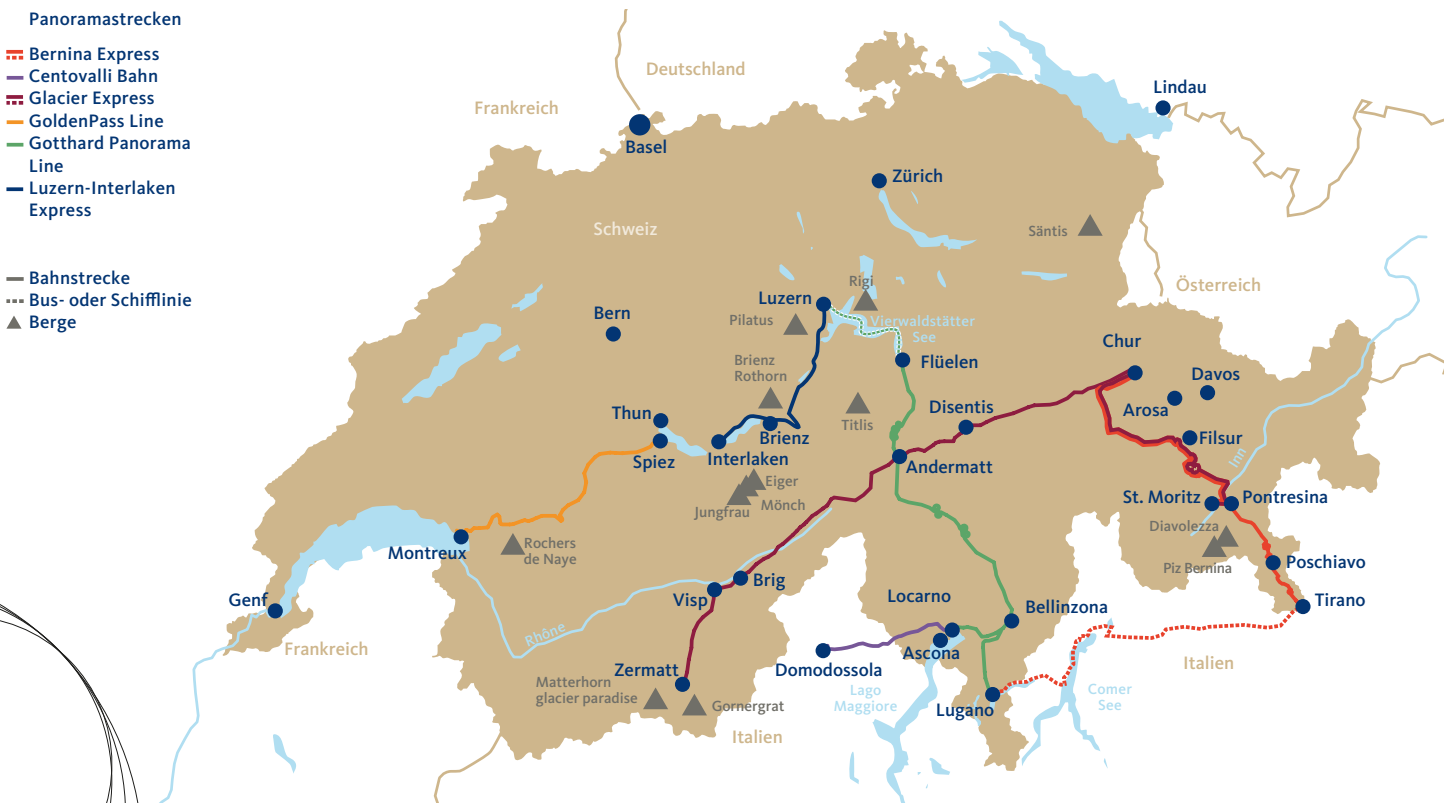 Panoramastrecken
Bernina Express
Centovalli Bahn
Glacier Express
GoldenPass Line
Gotthard Panorama
Line
Luzern-Interlaken
Express
Bahnstrecke
Bus- oder Schifflinie
Berge
Deutschland
Frankreich
Basel
Lindau
Zürich
Schweiz
Säntis
Österreich
Rigi
Luzern
Pilatus
Vierwaldstätter
See
Bern
Flüelen
Chur
Brienz
Rothorn
Davos
Arosa
Thun
Titlis
Disentis
Brienz
Filsur
Spiez
Interlaken
Andermatt
Inn
Eiger
Mönch
Jungfrau
St. Moritz
Pontresina
Diavolezza
Piz Bernina
Montreux
Rochers
de Naye
Poschiavo
Brig
Visp
Genf
Locarno
Bellinzona
Tirano
Rhône
Frankreich
Ascona
Domodossola
Italien
Zermatt
Matterhorn
glacier paradise
Gornergrat
Lago
Maggiore
Lugano
Comer
See
Italien